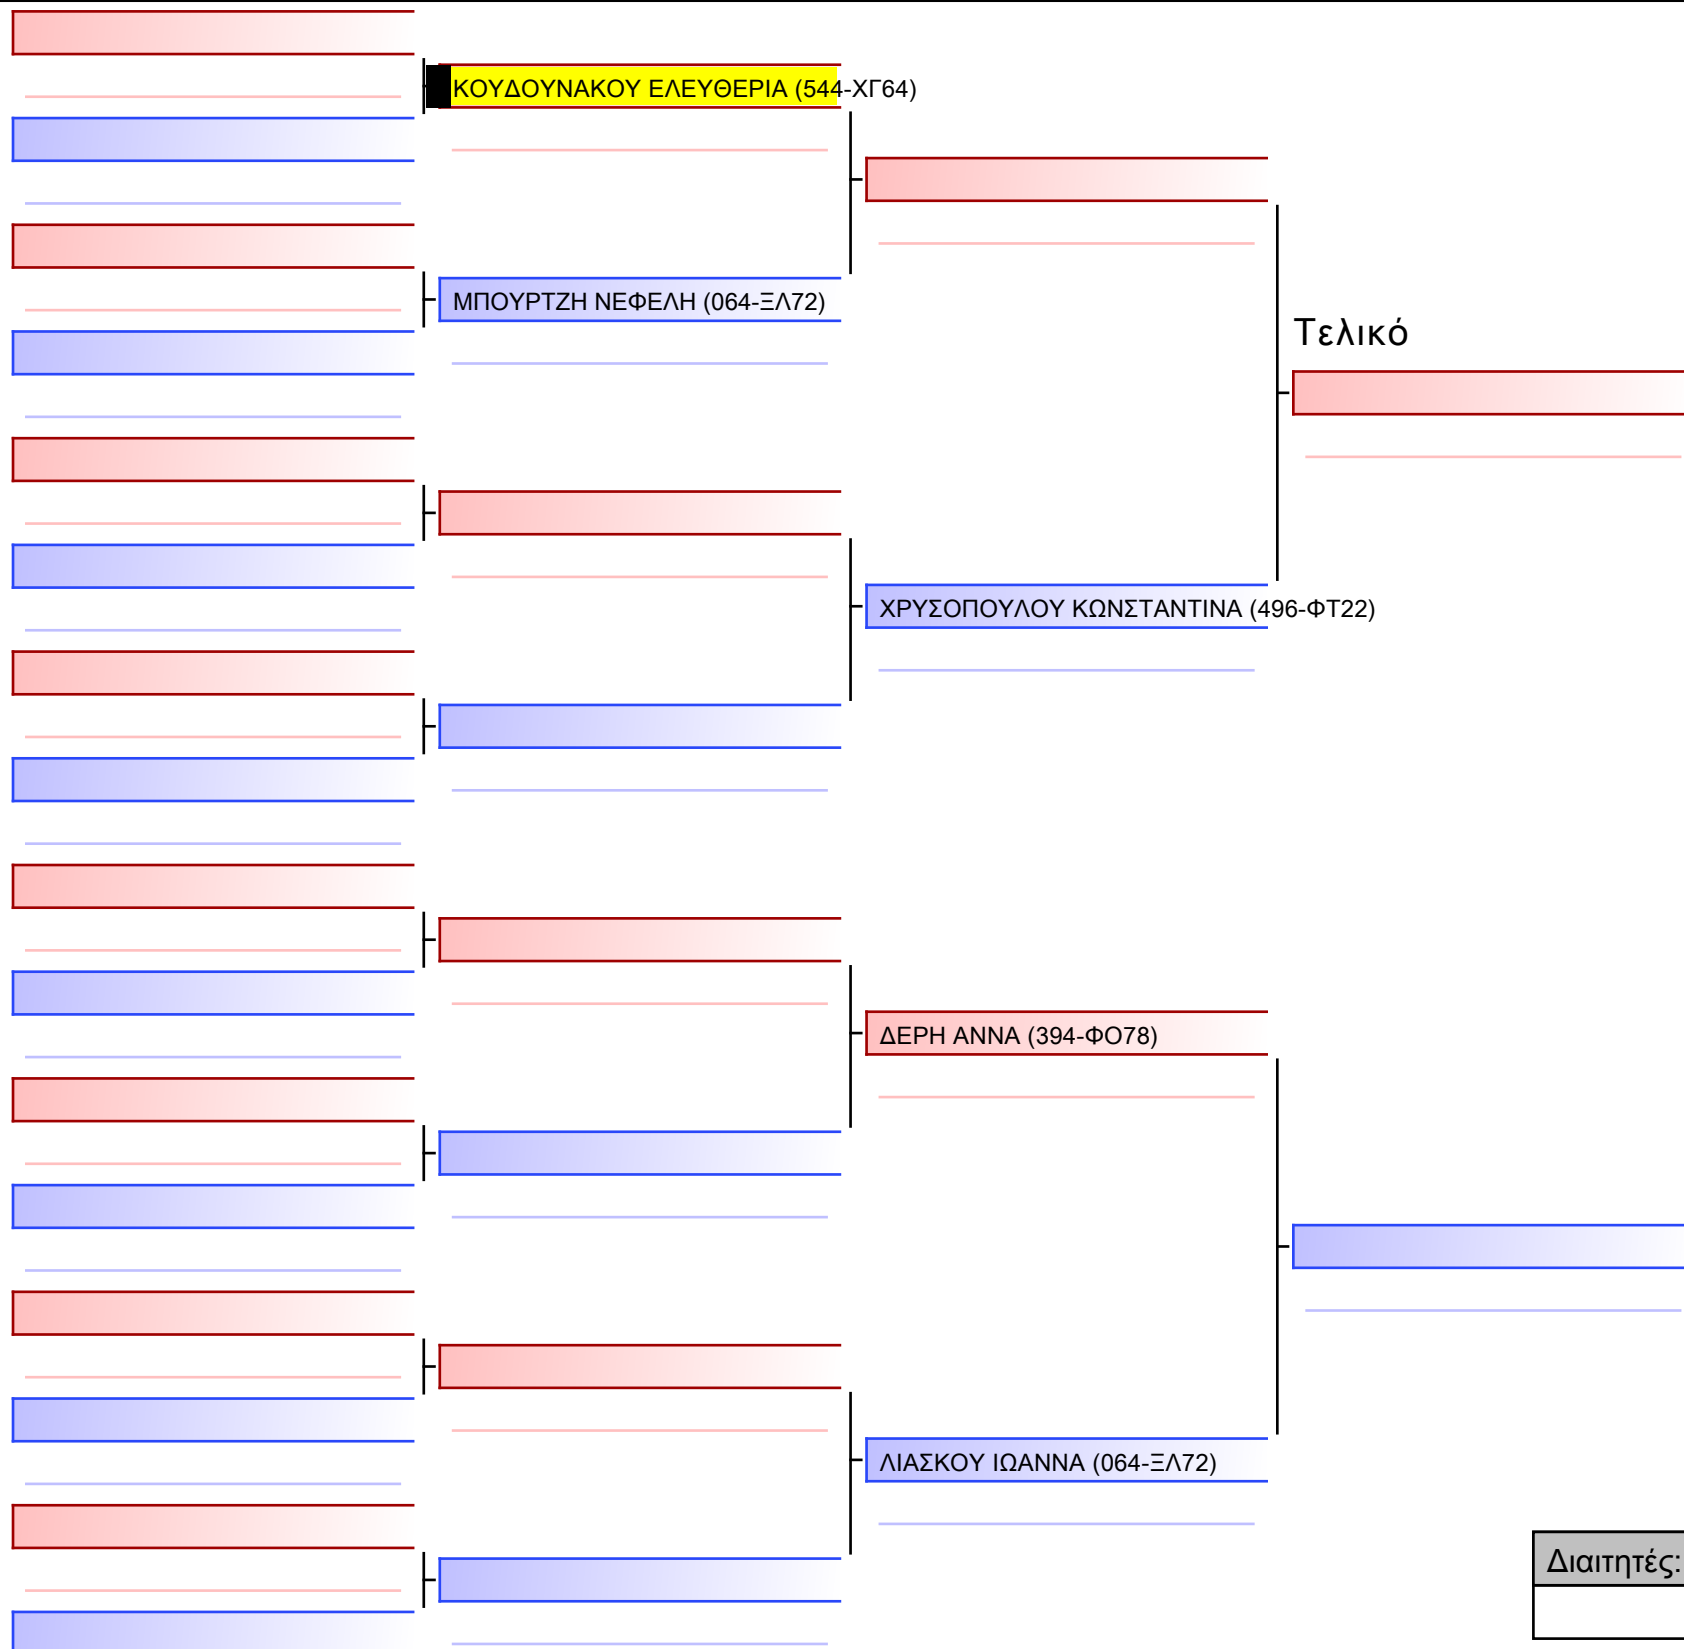 ΚΟΥΔΟΥΝΑΚΟΥ ΕΛΕΥΘΕΡΙΑ (544-ΧΓ64)
ΜΠΟΥΡΤΖΗ ΝΕΦΕΛΗ (064-ΞΛ72)
Τελικό
ΧΡΥΣΟΠΟΥΛΟΥ ΚΩΝΣΤΑΝΤΙΝΑ (496-ΦΤ22)
ΔΕΡΗ ΑΝΝΑ (394-ΦΟ78)
ΛΙΑΣΚΟΥ ΙΩΑΝΝΑ (064-ΞΛ72)
Διαιτητές: